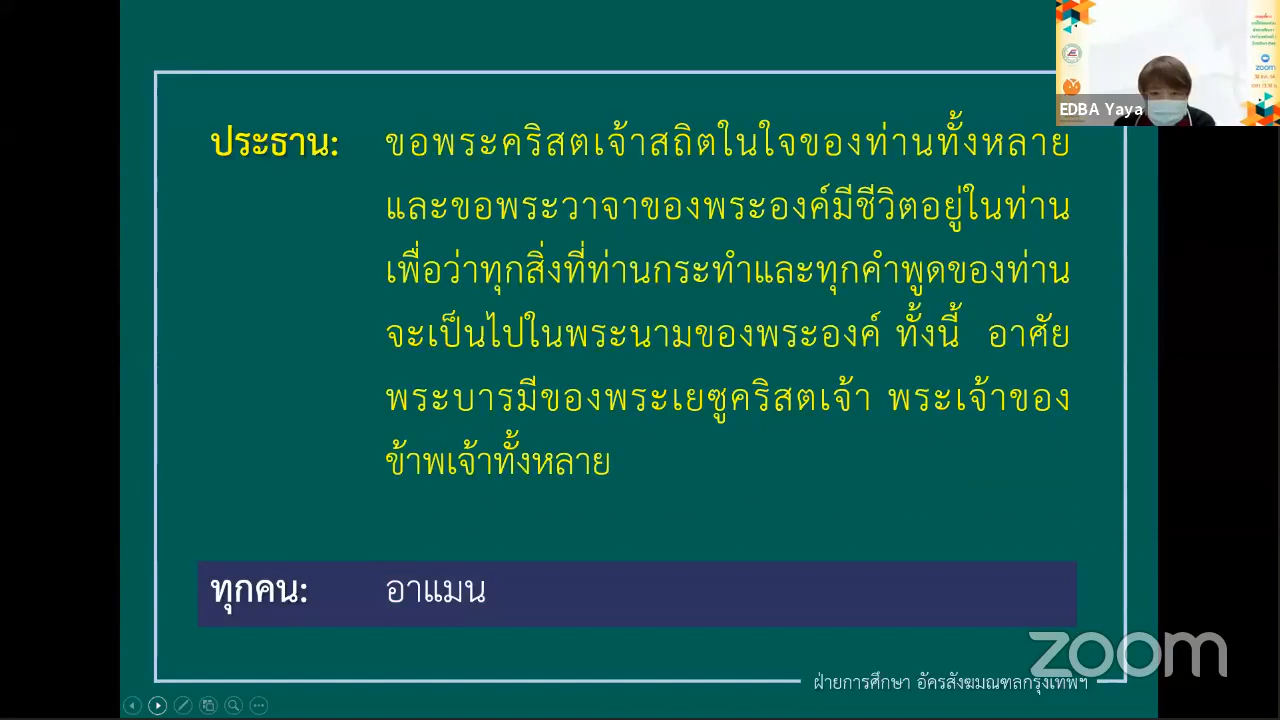 EDBA Yaya
ประธาน: ขอพระคริสตเจ้าสถิตในใจของท่านทั้งหลาย
และขอพระวาจาของพระองค์มีชีวิตอยู่ในท่าน
เพื่อว่าทุกสิ่งที่ท่านกระทำและทุกคำพูดของท่าน
จะเป็นไปในพระนามของพระองค์ ทั้งนี้ อาศัย
พระบารมีของพระเยซูคริสตเจ้า พระเจ้าของ
ข้าพเจ้าทั้งหลาย
ทุกคน: อาแมน
zoom
ฝ่ายการศึกษา อัครสังฆมณฑลกรุงเทพฯ
zoom